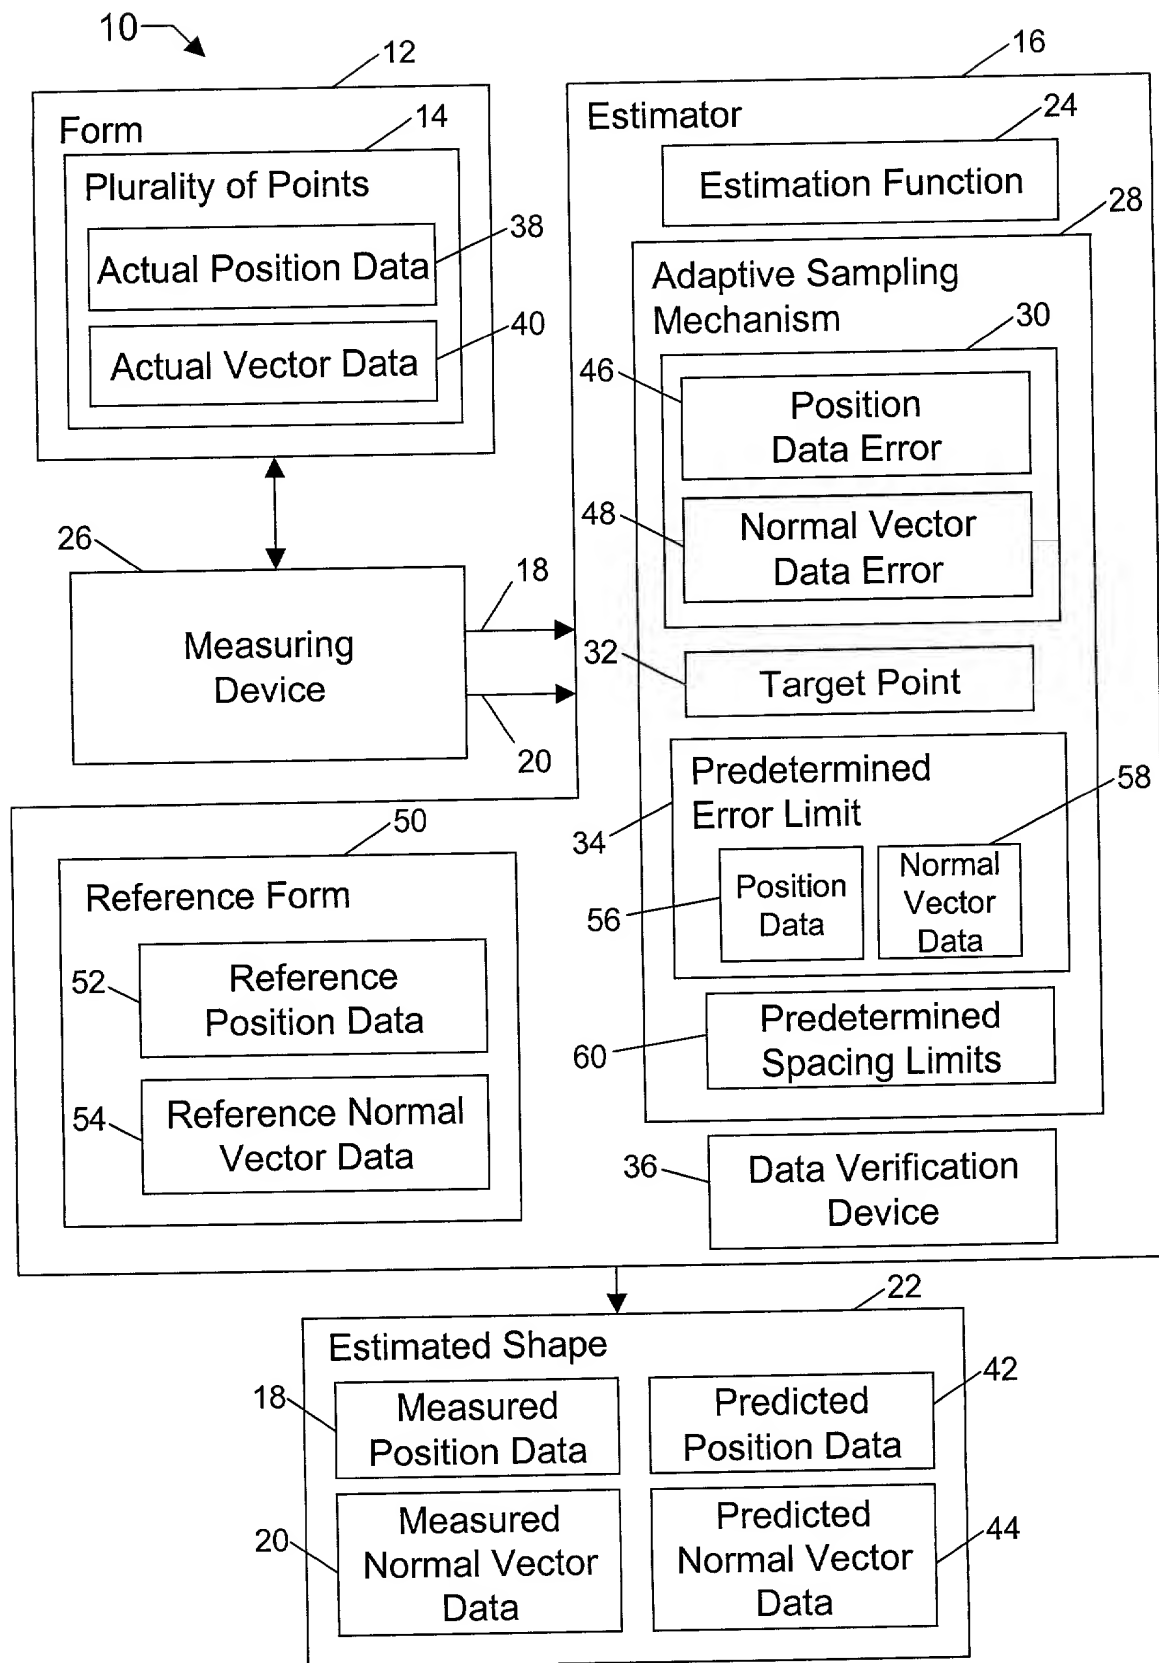 10
12
Form
14
Plurality of Points
Actual Position Data
38
Actual Vector Data
40
26
Measuring
Device
18
20
16
Estimator
24
Estimation Function
28
Adaptive Sampling
Mechanism
30
46
Position
Data Error
48
Normal Vector
Data Error
32
Target Point
Predetermined
Error Limit
34
58
56
Position
Data
Normal
Vector
Data
60
Predetermined
Spacing Limits
36
Data Verification
Device
50
Reference Form
52
Reference
Position Data
54
Reference Normal
Vector Data
22
Estimated Shape
18
Measured
Position Data
Predicted
Position Data
42
20
Measured
Normal Vector
Data
Predicted
Normal Vector
Data
44